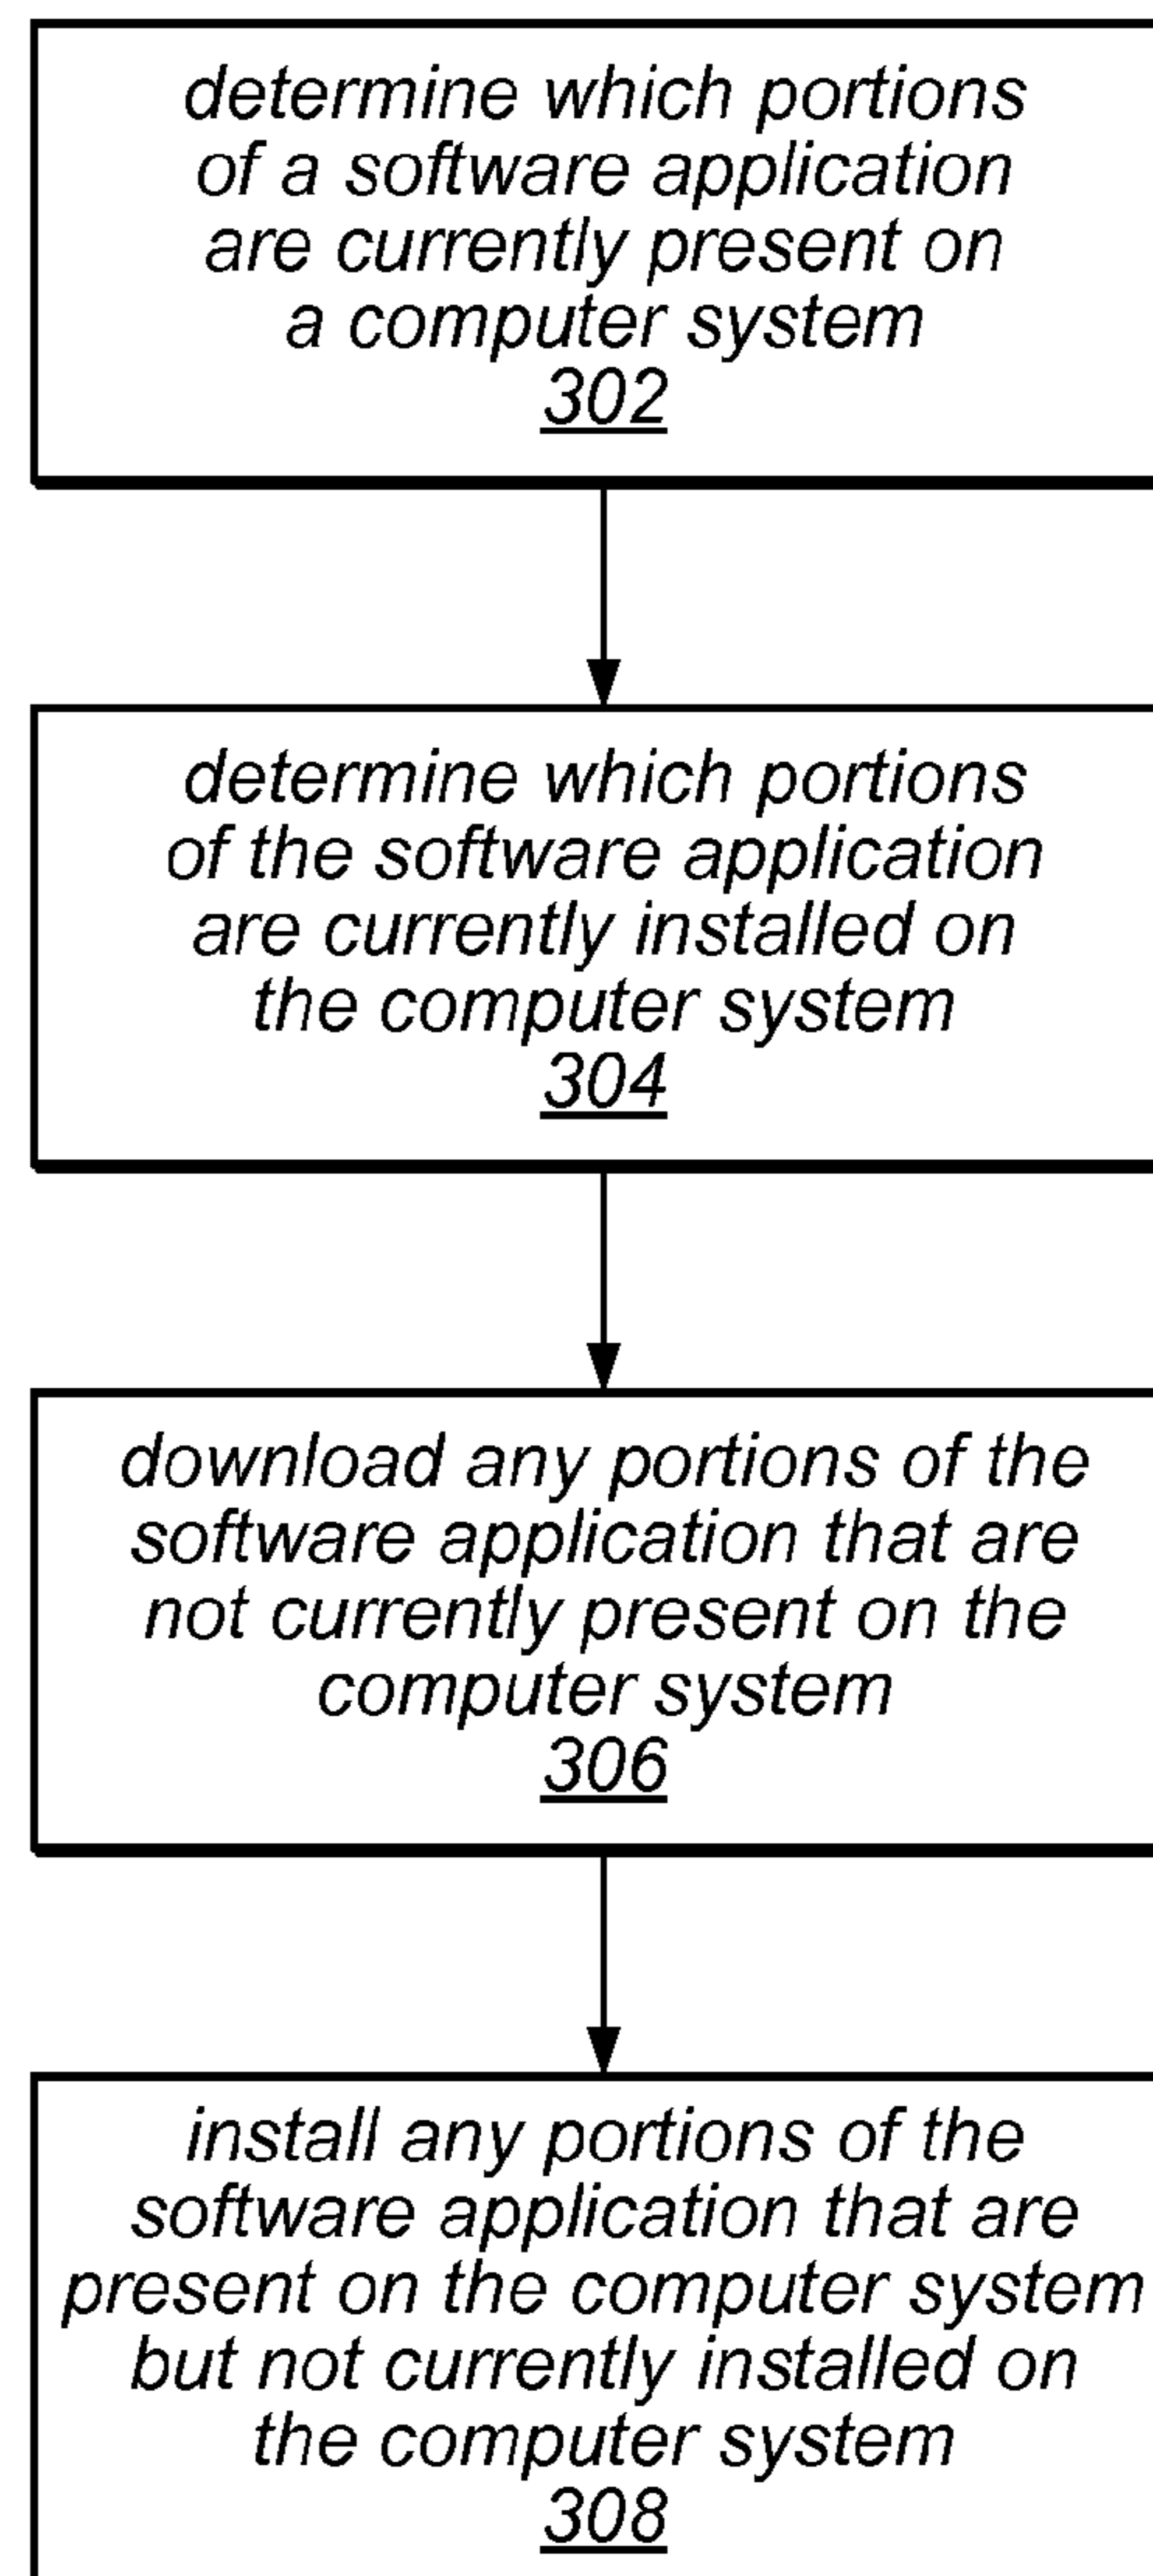 determine which portions
of a software application
are currently present on
a computer system
302
determine which portions
of the software application
are currently installed on
the computer system
304
download any portions of the
software application that are
not currently present on the
computer system
306
install any portions of the
software application that are
present on the computer system
but not currently installed on
the computer system
308